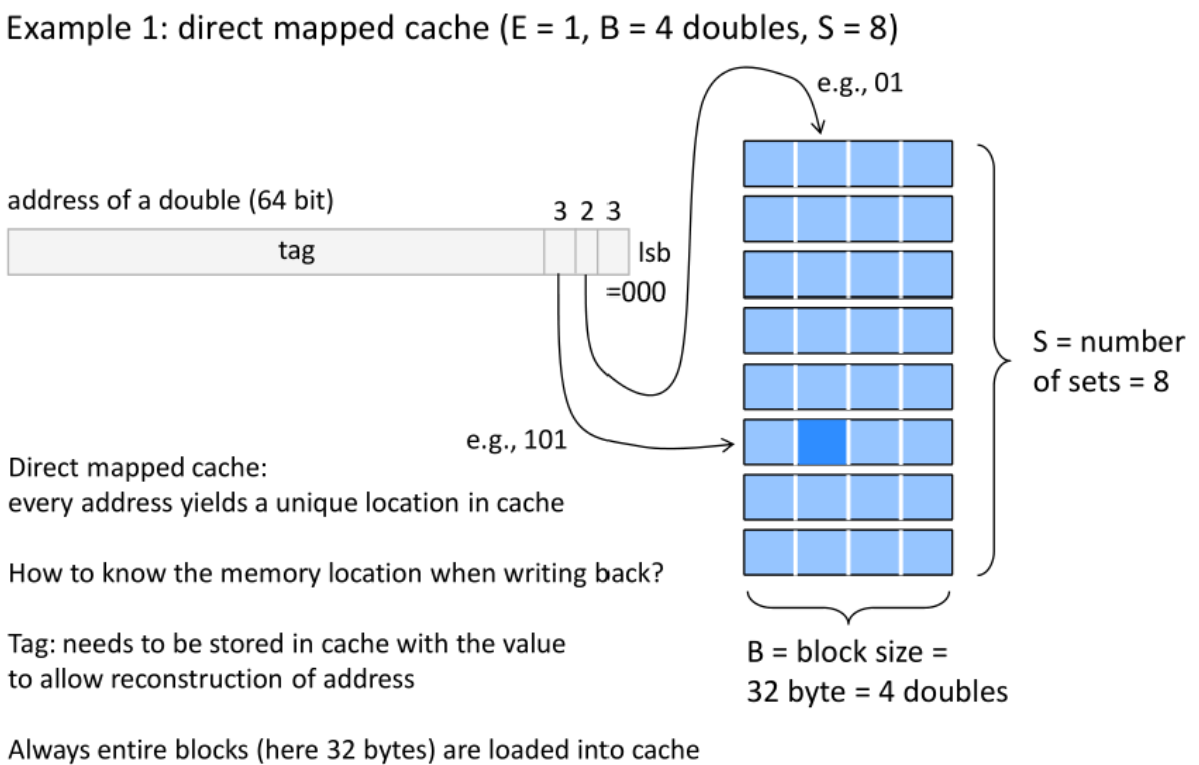 Example 1: direct mapped cache (E = 1, B = 4 doubles, S = 8)
e.g., 01
address of a double (64 bit)
3 2 3
tag
lsb
=000
S = number
of sets = 8
e.g., 101
Direct mapped cache:
every address yields a unique location in cache
How to know the memory location when writing back?
Tag: needs to be stored in cache with the value
to allow reconstruction of address
B = block size =
32 byte = 4 doubles
Always entire blocks (here 32 bytes) are loaded into cache